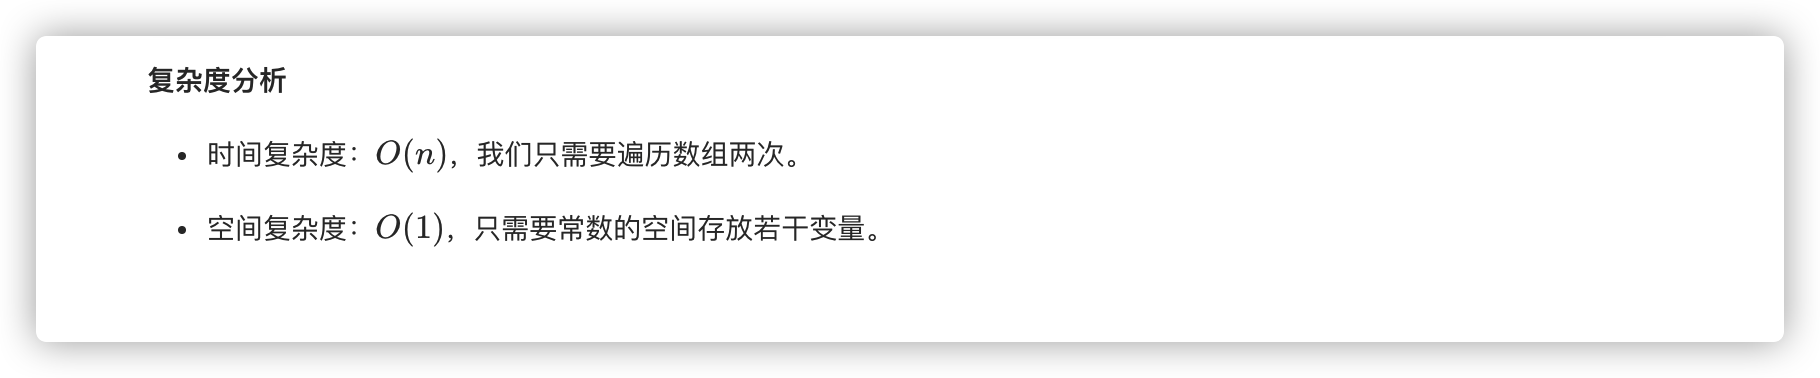 复杂度分析
• 时间复杂度：O(n)，我们只需要遍历数组两次。
• 空间复杂度：O(1)，只需要常数的空间存放若干变量。